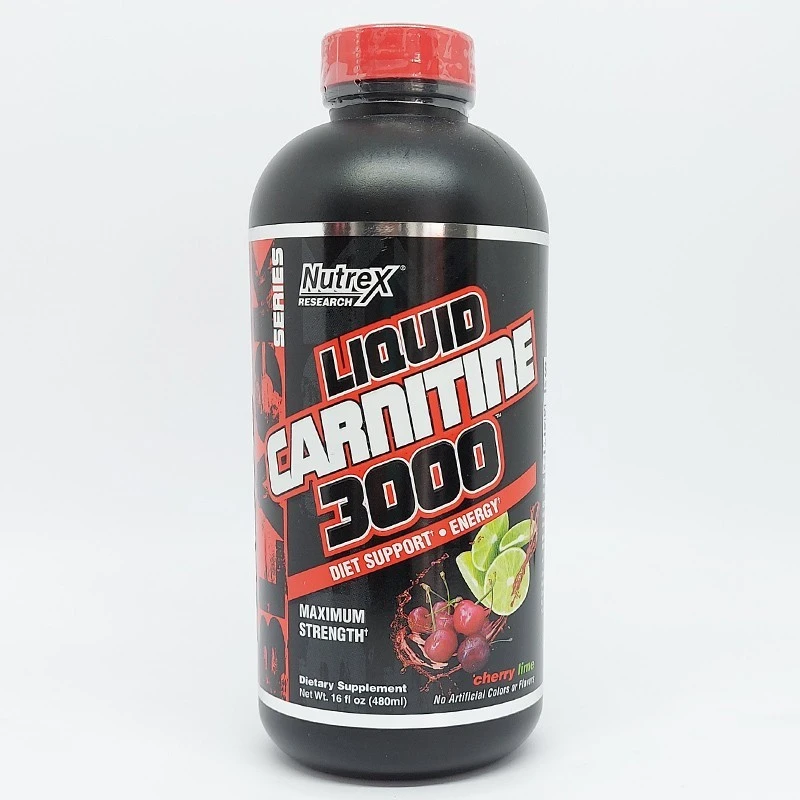 SERIES
Nutrex®
RESEARCH
LIQUID
CARNITINE™
3000
DIET SUPPORT† • ENERGY†
MAXIMUM
STRENGTH†
cherry lime
Dietary Supplement
Net Wt. 16 fl oz (480ml)
No Artificial Colors or Flavors